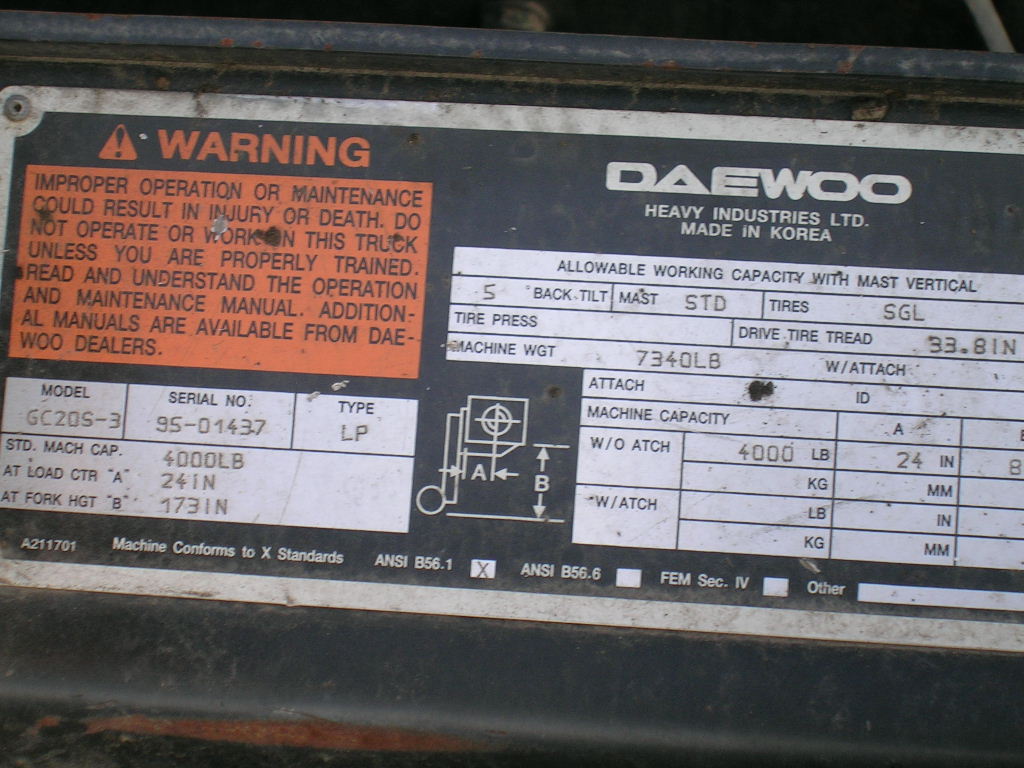 WARNING
IMPROPER OPERATION OR MAINTENANCE
COULD RESULT IN INJURY OR DEATH. DO
NOT OPERATE OR WORK ON THIS TRUCK
UNLESS YOU ARE PROPERLY TRAINED.
READ AND UNDERSTAND THE OPERATION
AND MAINTENANCE MANUAL. ADDITION-
AL MANUALS ARE AVAILABLE FROM DAE-
WOO DEALERS.
DAEWOO
HEAVY INDUSTRIES LTD.
MADE IN KOREA
ALLOWABLE WORKING CAPACITY WITH MAST VERTICAL
5 BACK TILT MAST STD TIRES SGL
TIRE PRESS DRIVE TIRE TREAD 33.8IN
MACHINE WGT 7340LB W/ATTACH
ATTACH ID
MACHINE CAPACITY A
W/O ATCH 4000 LB 24 IN 8
KG MM
W/ATCH LB IN
KG MM
MODEL SERIAL NO. TYPE
GC20S-3 95-01437 LP
STD. MACH CAP. 4000LB
AT LOAD CTR "A" 24IN
AT FORK HGT "B" 173IN
A B
A211701 Machine Conforms to X Standards ANSI B56.1 X ANSI B56.6 FEM Sec. IV Other